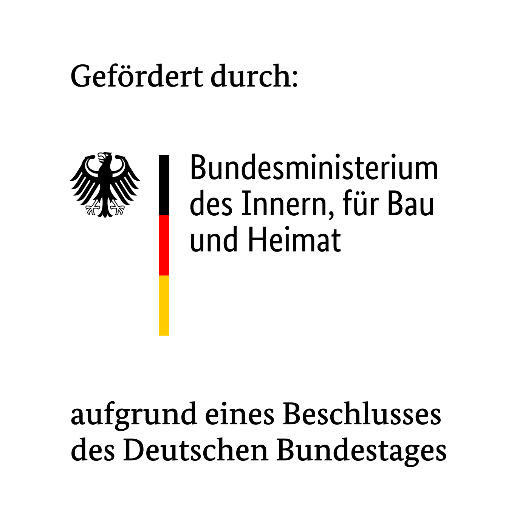 Gefördert durch:
Bundesministerium
des Innern, für Bau
und Heimat
aufgrund eines Beschlusses
des Deutschen Bundestages